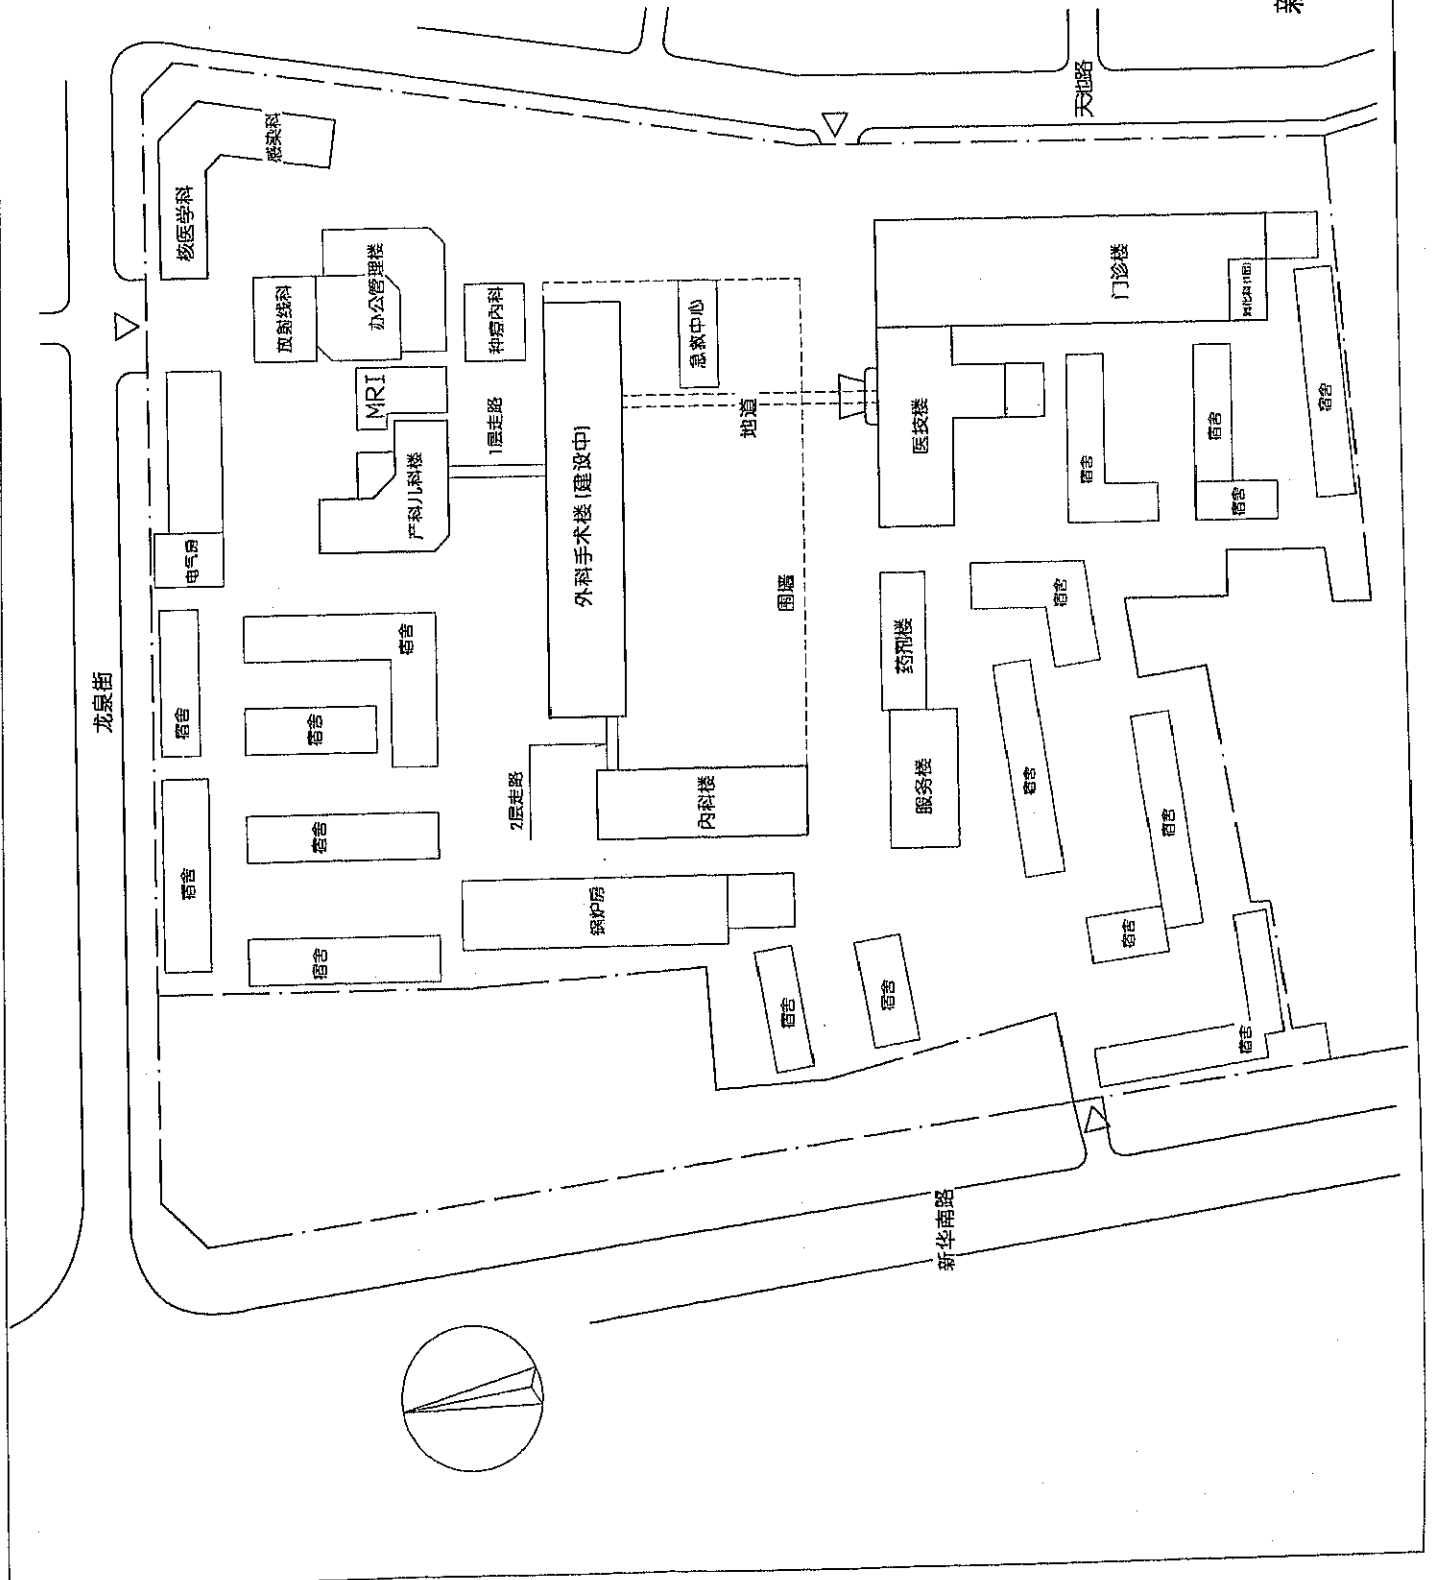 新
天池路
龙泉街
感染科
核医学科
放射线科
办公管理楼
肿瘤内科
MRI
1层走路
产科儿科楼
电气房
急救中心
地道
外科手术楼(建设中)
围墙
门诊楼
医技楼
宿舍
宿舍
宿舍
宿舍
宿舍
宿舍
宿舍
宿舍
宿舍
宿舍
宿舍
2层走路
内科楼
药剂楼
服务楼
锅炉房
宿舍
宿舍
宿舍
宿舍
宿舍
宿舍
宿舍
新华南路